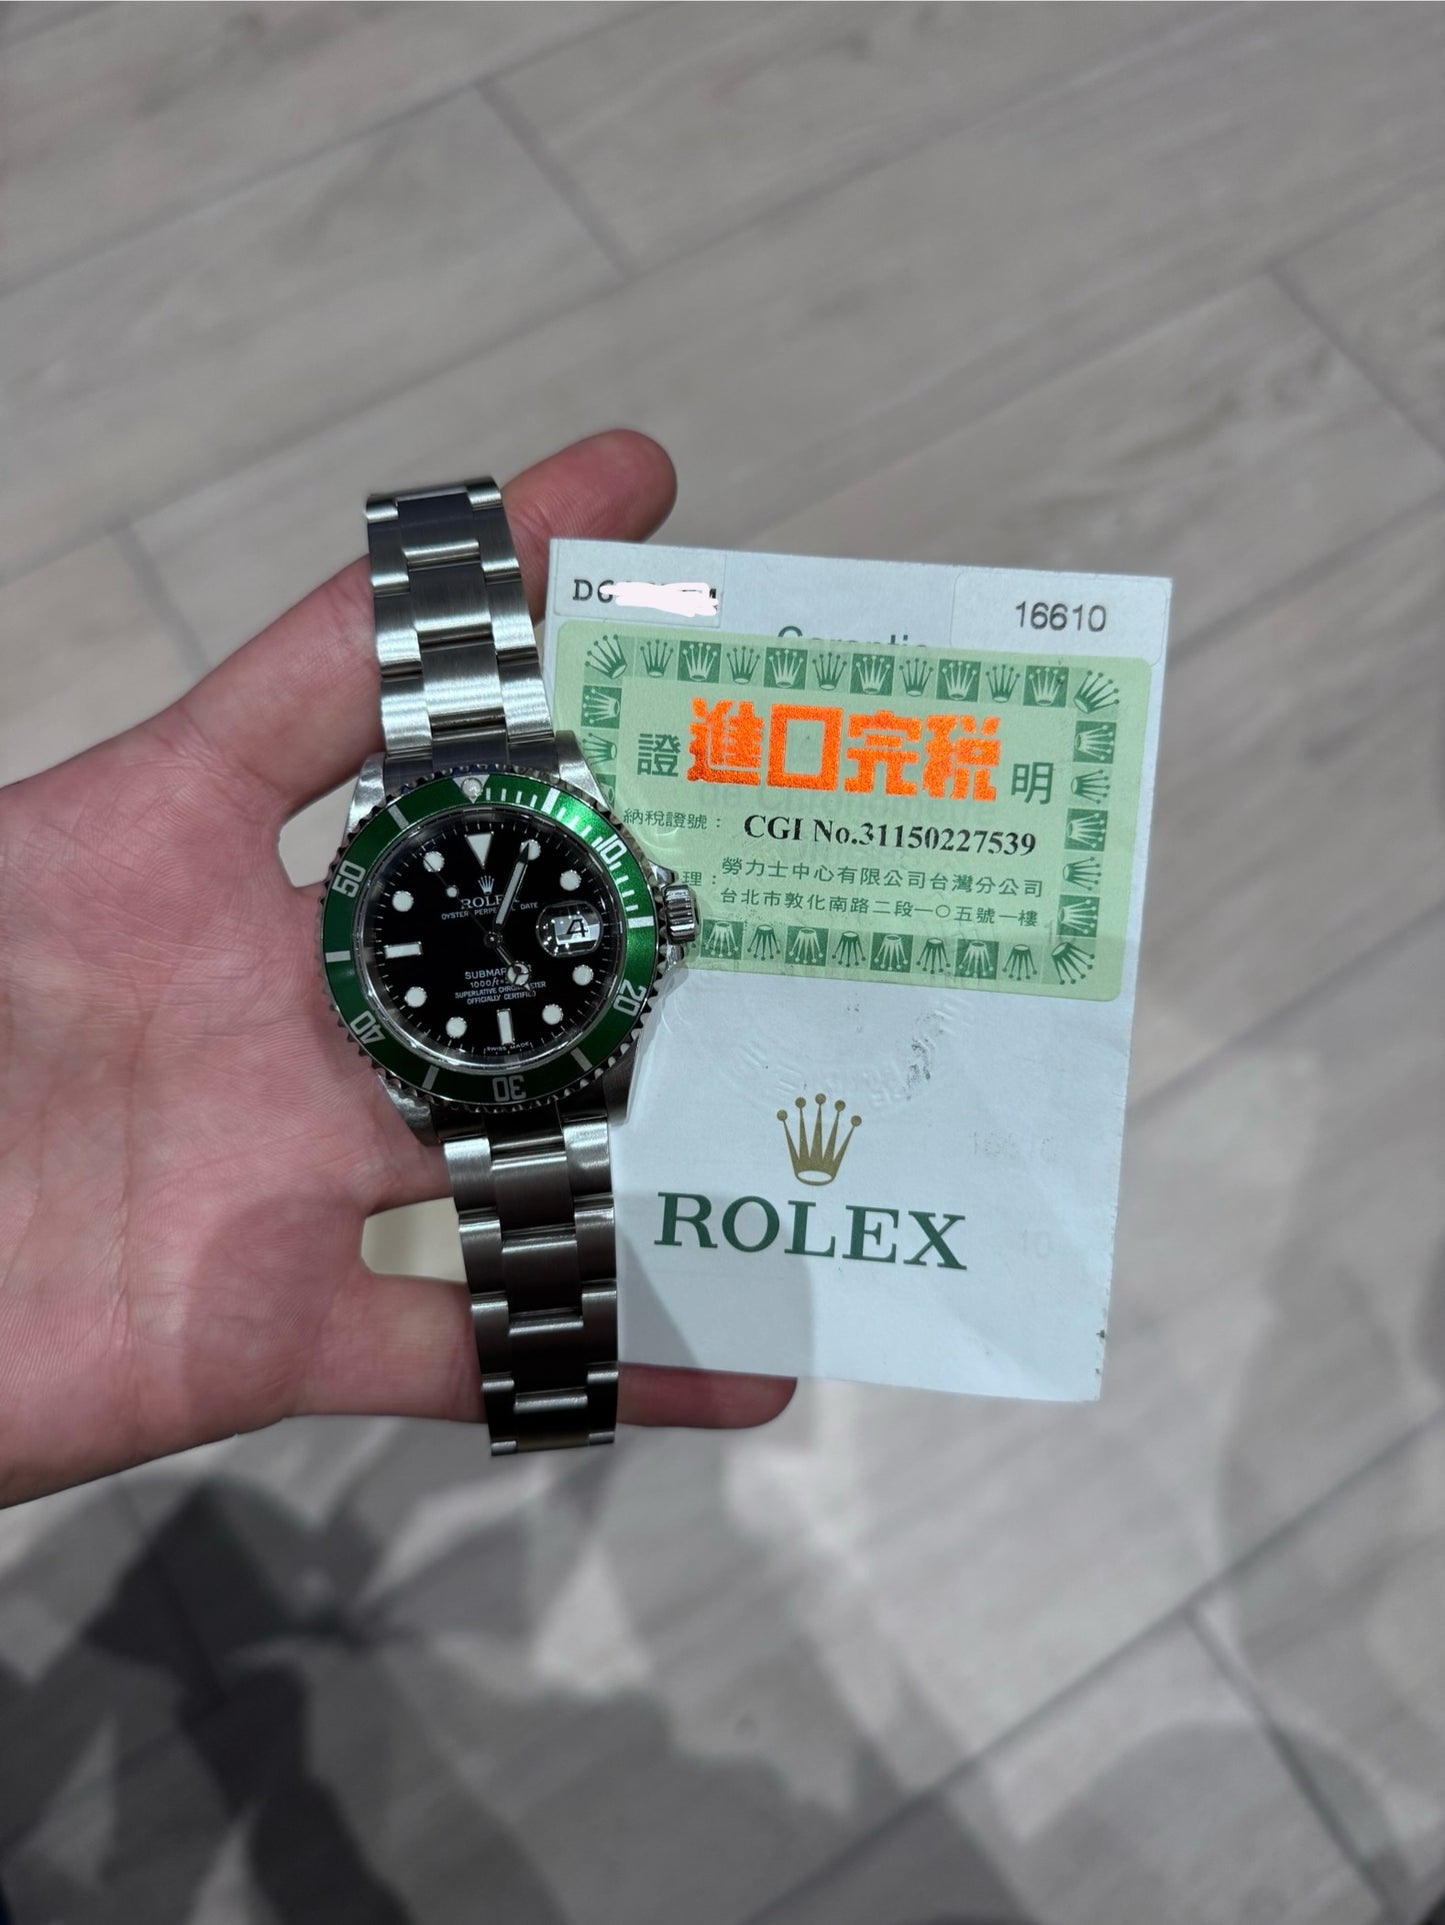 16610
進口完税
證 明
納稅證號： CGI No.31150227539
理：勞力士中心有限公司台灣分公司
台北市敦化南路二段一〇五號一樓
ROLEX
50
10
20
30
40
ROLEX
OYSTER PERPETUAL DATE
4
SUBMARINER
1000ft
SUPERLATIVE CHRONOMETER
OFFICIALLY CERTIFIED
SWISS MADE